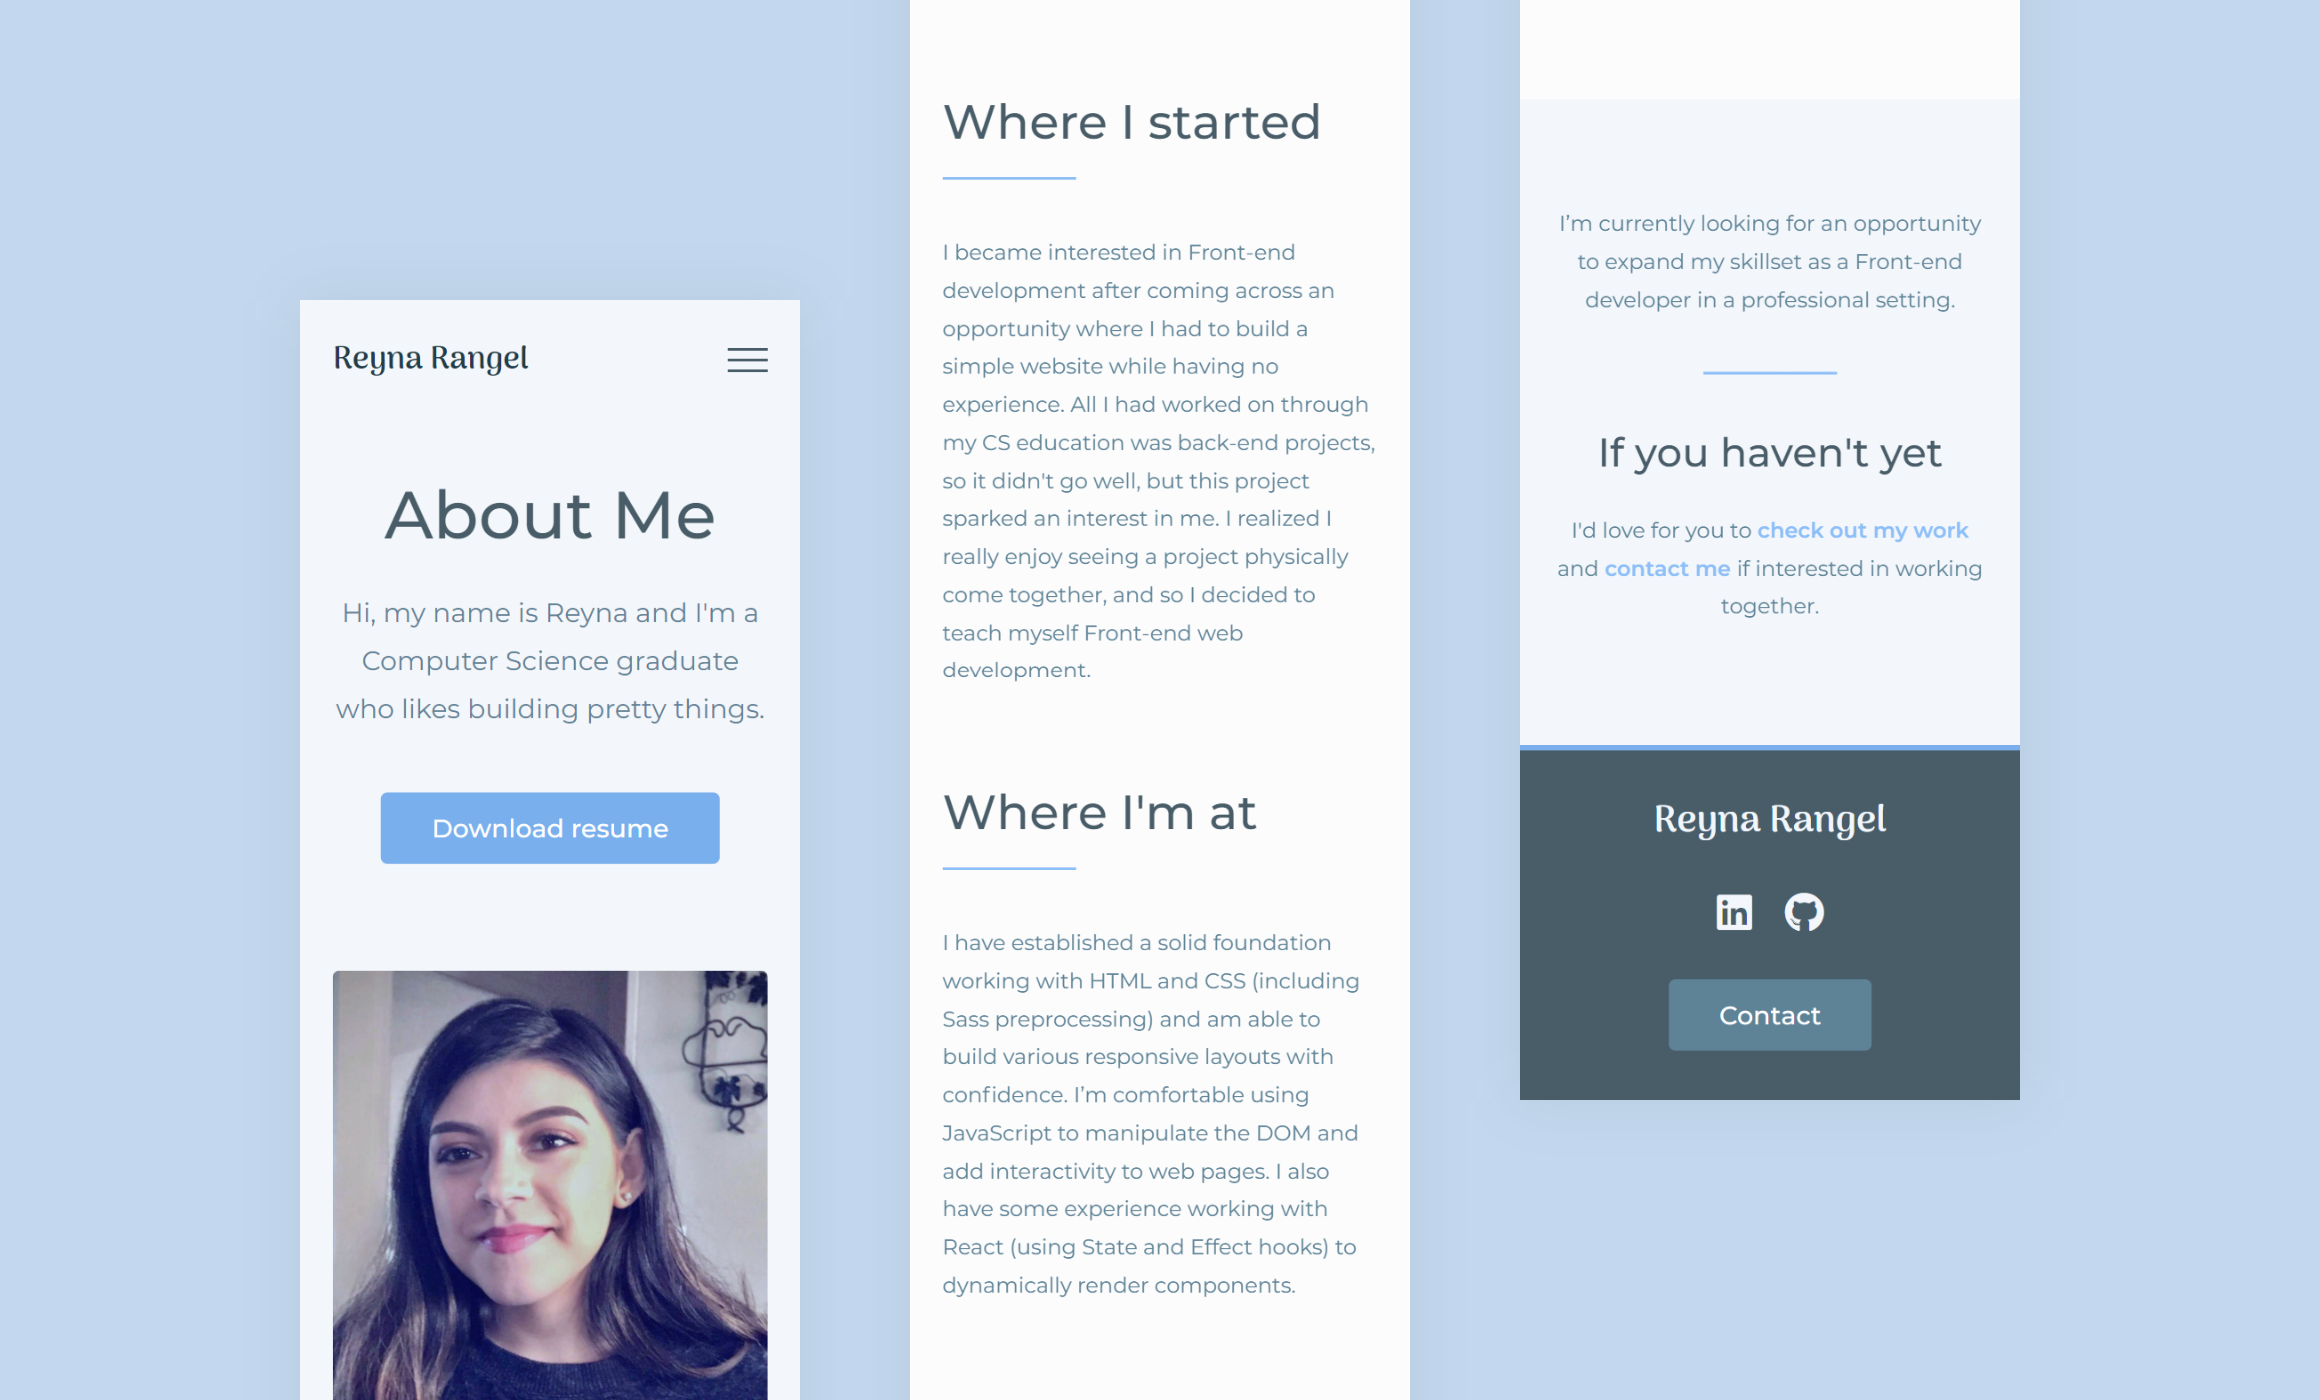 Reyna Rangel
About Me
Hi, my name is Reyna and I'm a
Computer Science graduate
who likes building pretty things.
Download resume
Where I started
I became interested in Front-end
development after coming across an
opportunity where I had to build a
simple website while having no
experience. All I had worked on through
my CS education was back-end projects,
so it didn't go well, but this project
sparked an interest in me. I realized I
really enjoy seeing a project physically
come together, and so I decided to
teach myself Front-end web
development.
Where I'm at
I have established a solid foundation
working with HTML and CSS (including
Sass preprocessing) and am able to
build various responsive layouts with
confidence. I’m comfortable using
JavaScript to manipulate the DOM and
add interactivity to web pages. I also
have some experience working with
React (using State and Effect hooks) to
dynamically render components.
I’m currently looking for an opportunity
to expand my skillset as a Front-end
developer in a professional setting.
If you haven't yet
I'd love for you to check out my work
and contact me if interested in working
together.
Reyna Rangel
in
Contact